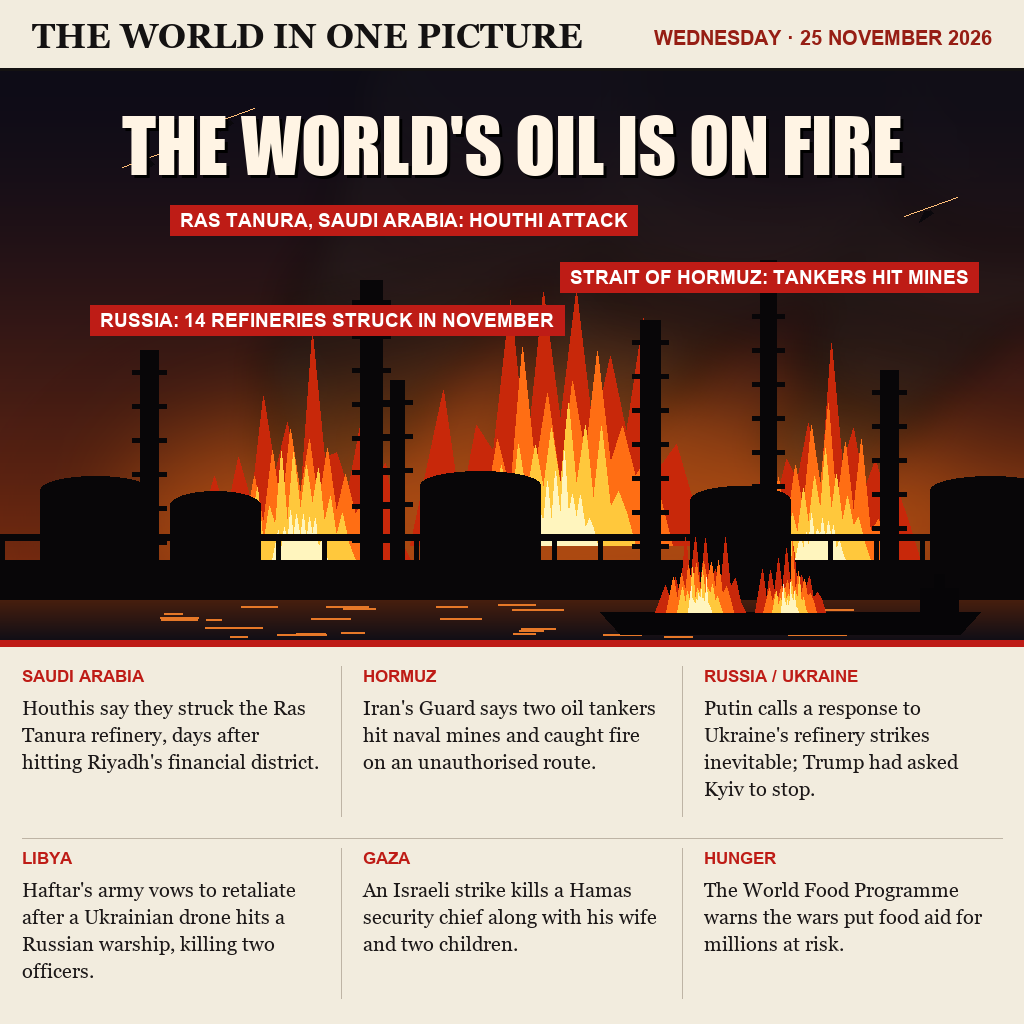 THE WORLD IN ONE PICTURE
WEDNESDAY · 25 NOVEMBER 2026
THE WORLD'S OIL IS ON FIRE
RAS TANURA, SAUDI ARABIA: HOUTHI ATTACK
STRAIT OF HORMUZ: TANKERS HIT MINES
RUSSIA: 14 REFINERIES STRUCK IN NOVEMBER
SAUDI ARABIA
Houthis say they struck the Ras
Tanura refinery, days after
hitting Riyadh's financial district.
HORMUZ
Iran's Guard says two oil tankers
hit naval mines and caught fire
on an unauthorised route.
RUSSIA / UKRAINE
Putin calls a response to
Ukraine's refinery strikes
inevitable; Trump had asked
Kyiv to stop.
LIBYA
Haftar's army vows to retaliate
after a Ukrainian drone hits a
Russian warship, killing two
officers.
GAZA
An Israeli strike kills a Hamas
security chief along with his wife
and two children.
HUNGER
The World Food Programme
warns the wars put food aid for
millions at risk.